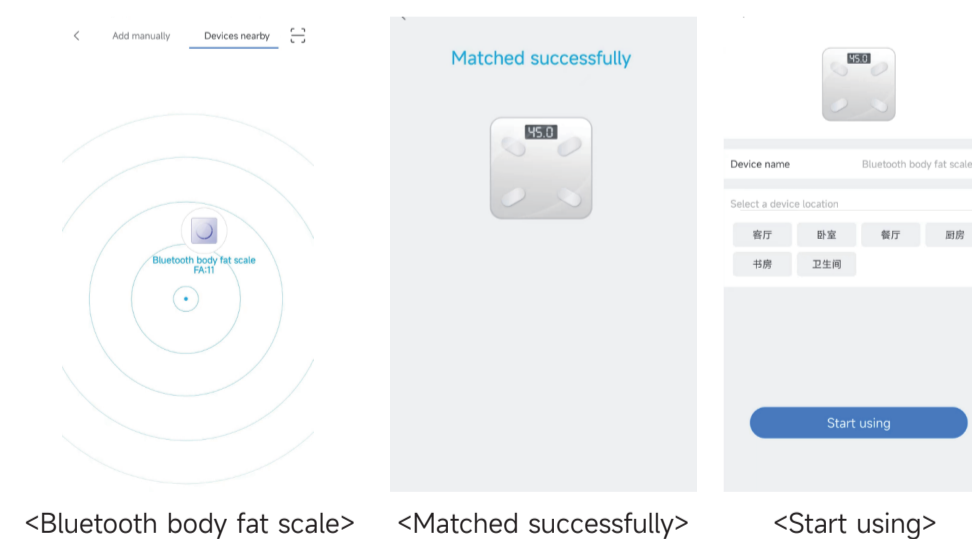 Add manually
Devices nearby
Bluetooth body fat scale
FA:11
<Bluetooth body fat scale>
Matched successfully
45.0
<Matched successfully>
45.0
Device name
Bluetooth body fat scale
Select a device location
客厅
卧室
餐厅
厨房
书房
卫生间
Start using
<Start using>